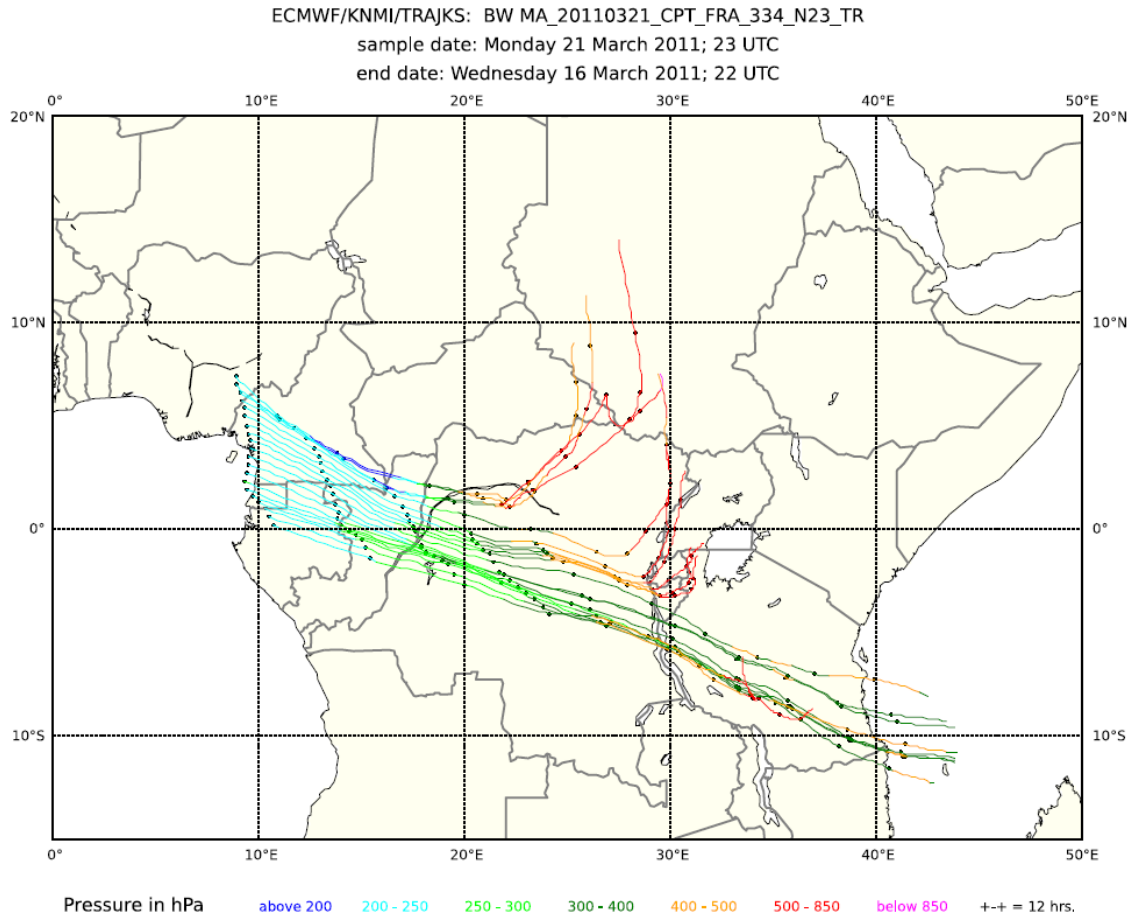 ECMWF/KNMI/TRAJKS: BW MA_20110321_CPT_FRA_334_N23_TR
sample date: Monday 21 March 2011; 23 UTC
end date: Wednesday 16 March 2011; 22 UTC
0° 10°E 20°E 30°E 40°E 50°E
20°N 20°N
10°N 10°N
0° 0°
10°S 10°S
0° 10°E 20°E 30°E 40°E 50°E
Pressure in hPa above 200 200 - 250 250 - 300 300 - 400 400 - 500 500 - 850 below 850 +-+ = 12 hrs.